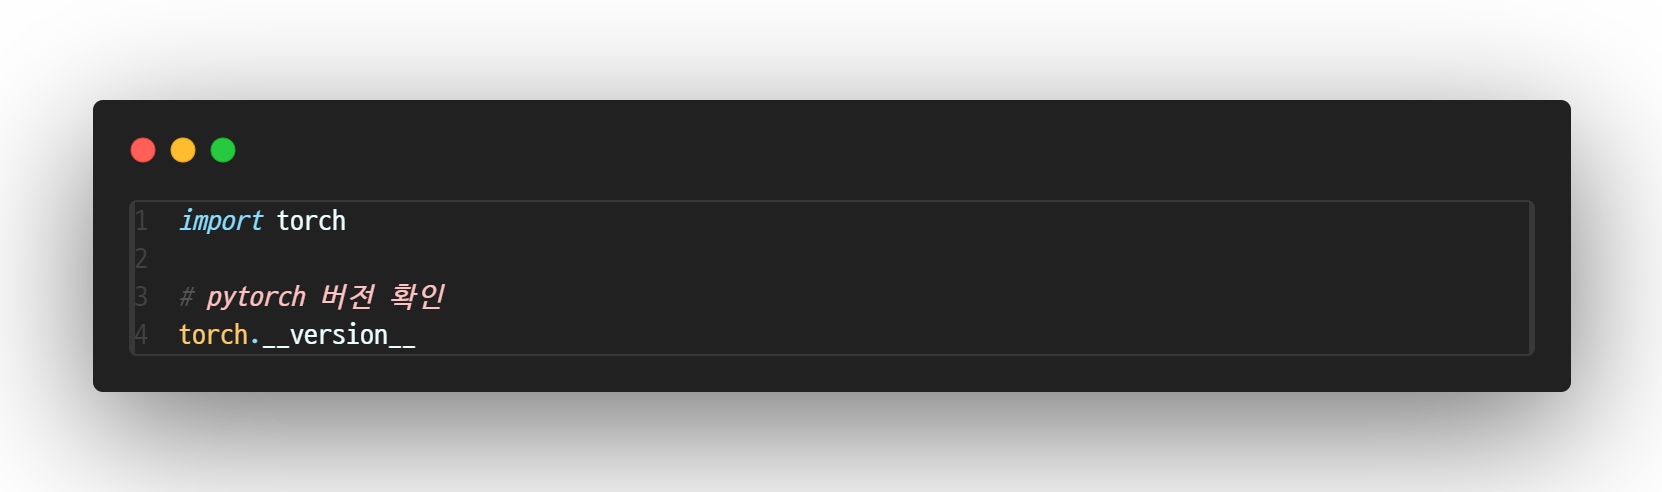 1 import torch
2
3 # pytorch 버전 확인
4 torch.__version__